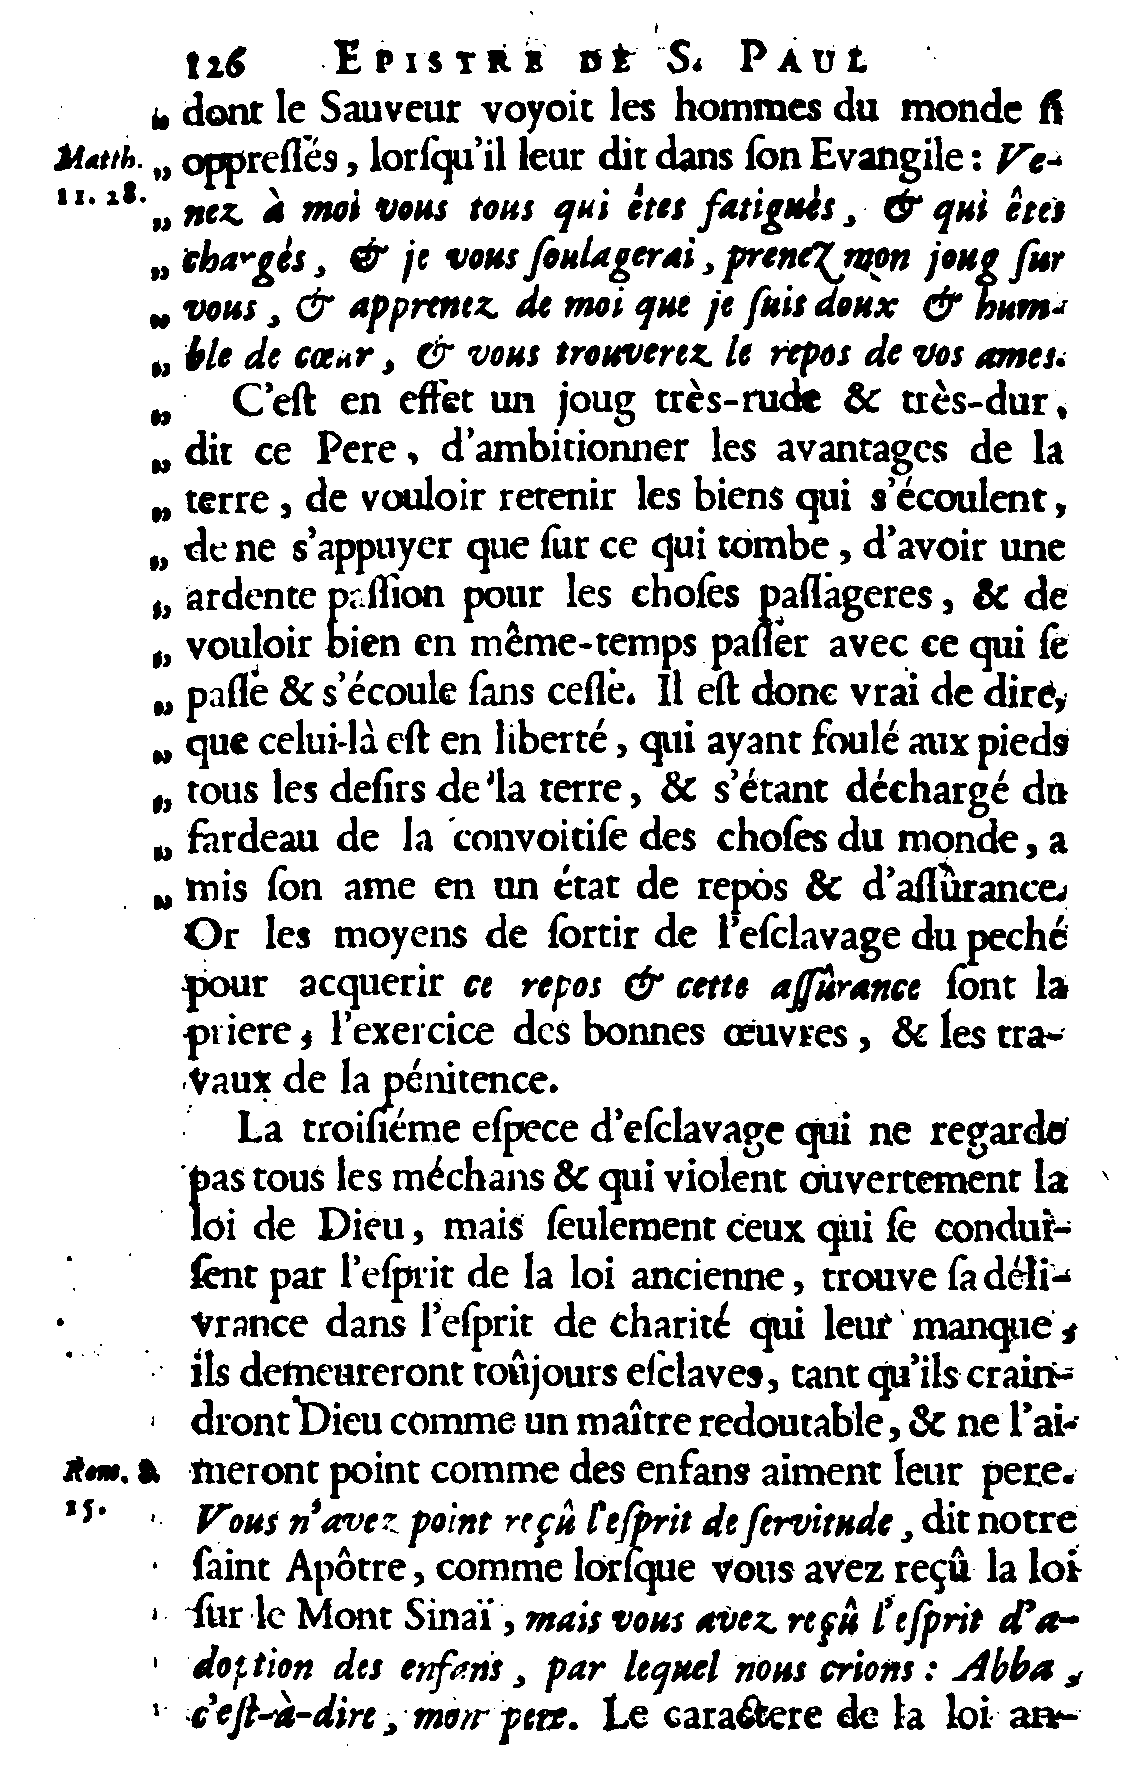 126 EPISTRE DE S. PAUL
„ dont le Sauveur voyoit les hommes du monde ſi
Matth. 11. 28.
„ oppreſſés, lorſqu'il leur dit dans ſon Evangile : Ve-
„ nez à moi vous tous qui êtes fatigués, & qui êtes
„ chargés, & je vous ſoulagerai, prenez mon joug ſur
„ vous, & apprenez de moi que je ſuis doux & hum-
„ ble de cœur, & vous trouverez le repos de vos ames.
„ C'eſt en effet un joug très-rude & très-dur,
„ dit ce Pere, d'ambitionner les avantages de la
„ terre, de vouloir retenir les biens qui s'écoulent,
„ de ne s'appuyer que ſur ce qui tombe, d'avoir une
„ ardente paſſion pour les choſes paſſageres, & de
„ vouloir bien en même-temps paſſer avec ce qui ſe
„ paſſe & s'écoule ſans ceſſe. Il eſt donc vrai de dire,
„ que celui-là eſt en liberté, qui ayant foulé aux pieds
„ tous les deſirs de la terre, & s'étant déchargé du
„ fardeau de la convoitiſe des choſes du monde, a
„ mis ſon ame en un état de repos & d'aſſûrance.
Or les moyens de ſortir de l'eſclavage du peché
pour acquerir ce repos & cette aſſûrance ſont la
priere, l'exercice des bonnes œuvres, & les tra-
vaux de la pénitence.
La troiſiéme eſpece d'eſclavage qui ne regarde
pas tous les méchans & qui violent ouvertement la
loi de Dieu, mais ſeulement ceux qui ſe condui-
ſent par l'eſprit de la loi ancienne, trouve ſa déli-
vrance dans l'eſprit de charité qui leur manque,
ils demeureront toûjours eſclaves, tant qu'ils crain-
dront Dieu comme un maître redoutable, & ne l'ai-
Rom. 8. 15.
meront point comme des enfans aiment leur pere.
Vous n'avez point reçû l'eſprit de ſervitude, dit notre
ſaint Apôtre, comme lorſque vous avez reçû la loi
ſur le Mont Sinaï, mais vous avez reçû l'eſprit d'a-
doption des enfans, par lequel nous crions : Abba,
c'eſt-à-dire, mon pere. Le caractere de la loi an-